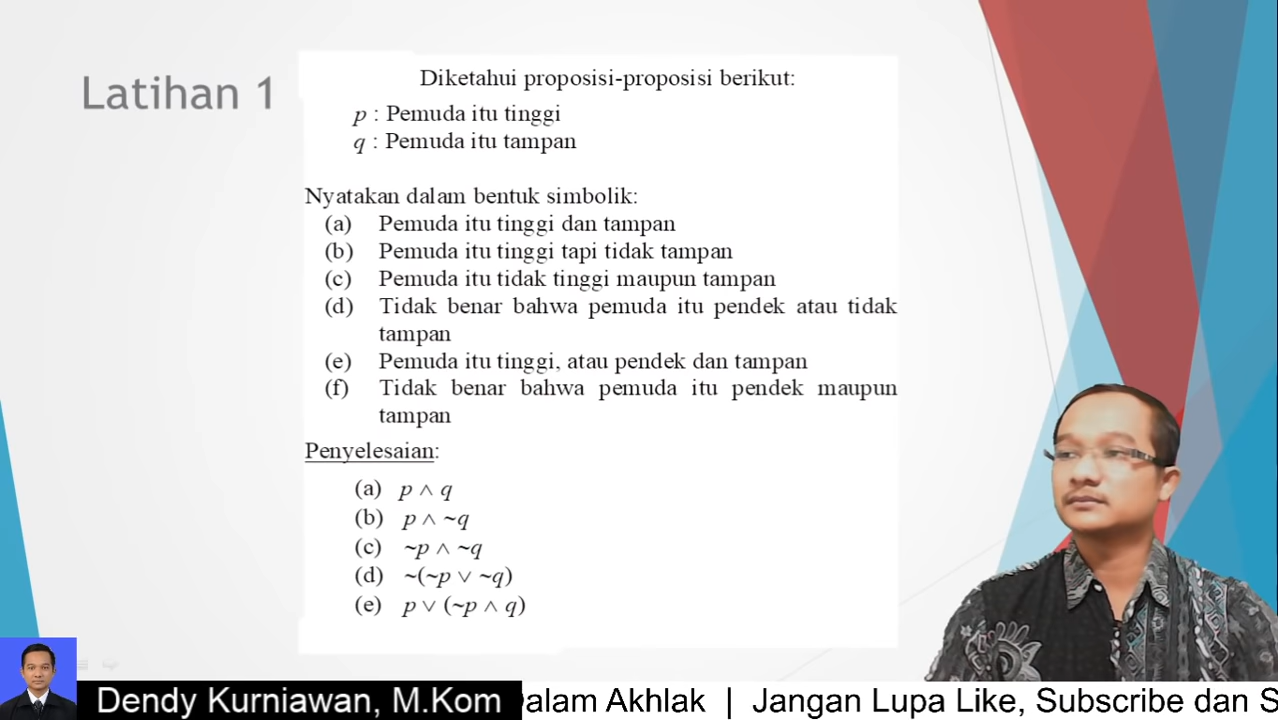 Latihan 1
Diketahui proposisi-proposisi berikut:
p : Pemuda itu tinggi
q : Pemuda itu tampan
Nyatakan dalam bentuk simbolik:
(a) Pemuda itu tinggi dan tampan
(b) Pemuda itu tinggi tapi tidak tampan
(c) Pemuda itu tidak tinggi maupun tampan
(d) Tidak benar bahwa pemuda itu pendek atau tidak
tampan
(e) Pemuda itu tinggi, atau pendek dan tampan
(f) Tidak benar bahwa pemuda itu pendek maupun
tampan
Penyelesaian:
(a) p ∧ q
(b) p ∧ ~q
(c) ~p ∧ ~q
(d) ~(~p ∨ ~q)
(e) p ∨ (~p ∧ q)
Dendy Kurniawan, M.Kom
alam Akhlak | Jangan Lupa Like, Subscribe dan S